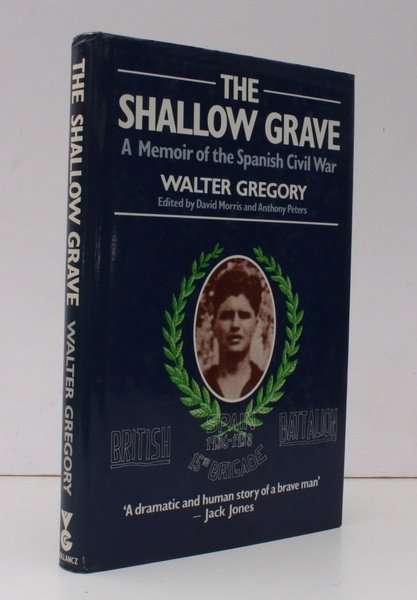 THE
SHALLOW GRAVE
A Memoir of the Spanish Civil War
WALTER GREGORY
Edited by David Morris and Anthony Peters
BRITISH
SPAIN
1936-1938
BATTALION
15TH BRIGADE
'A dramatic and human story of a brave man'
– Jack Jones
THE SHALLOW GRAVE WALTER GREGORY
VG